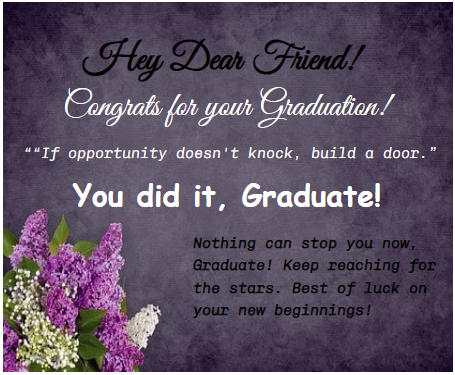 Hey Dear Friend!
Congrats for your Graduation!
““If opportunity doesn't knock, build a door.”
You did it, Graduate!
Nothing can stop you now,
Graduate! Keep reaching for
the stars. Best of luck on
your new beginnings!